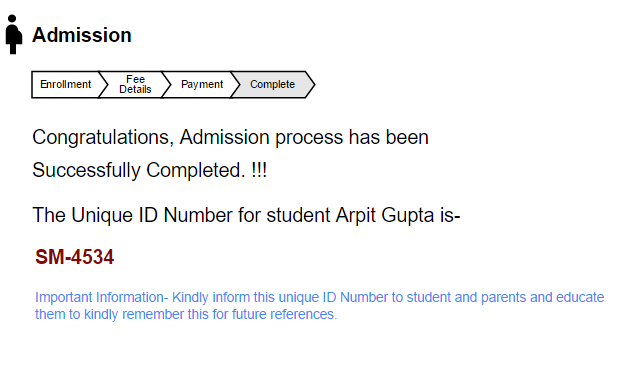 Admission
Enrollment
Fee
Details
Payment
Complete
Congratulations, Admission process has been
Successfully Completed. !!!
The Unique ID Number for student Arpit Gupta is-
SM-4534
Important Information- Kindly inform this unique ID Number to student and parents and educate
them to kindly remember this for future references.